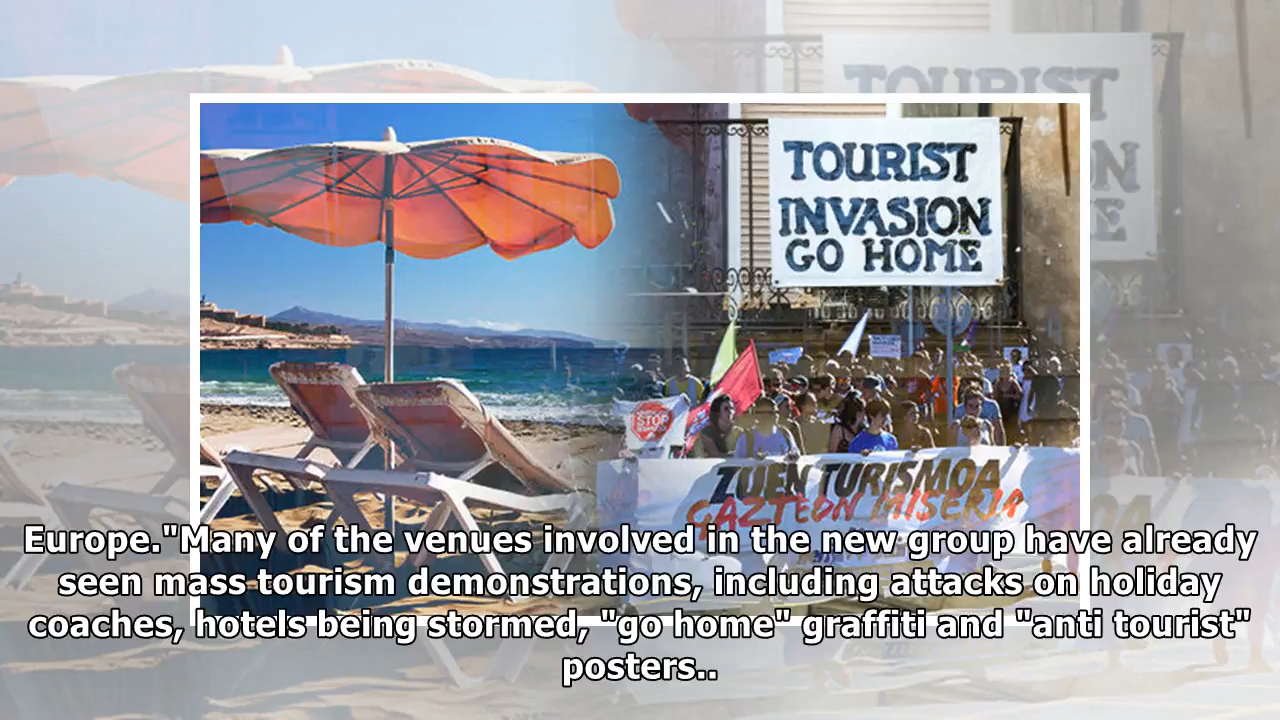 TOURIST
INVASION
GO HOME
STOP
ZUEN TURISMOA
GAZTEON MISERIA
Europe."Many of the venues involved in the new group have already
seen mass tourism demonstrations, including attacks on holiday
coaches, hotels being stormed, "go home" graffiti and "anti tourist"
posters..